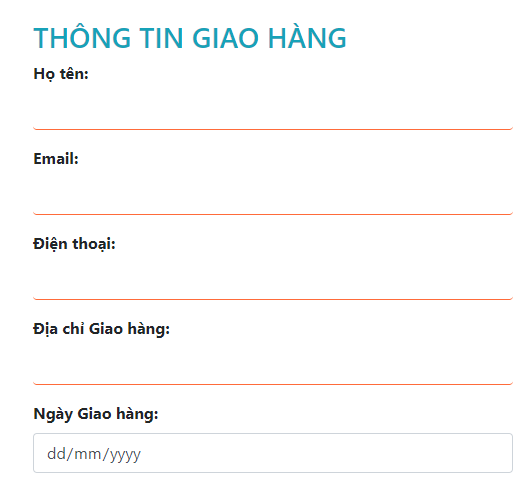 THÔNG TIN GIAO HÀNG
Họ tên:
Email:
Điện thoại:
Địa chỉ Giao hàng:
Ngày Giao hàng:
dd/mm/yyyy